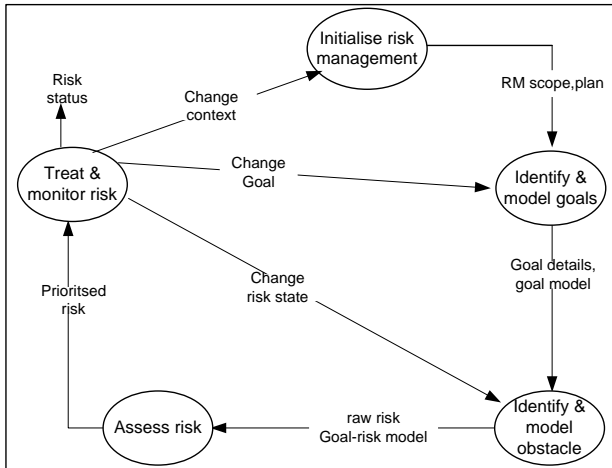 Initialise risk
management
Risk
status
RM scope,plan
Change
context
Treat &
monitor risk
Change
Goal
Identify &
model goals
Change
risk state
Goal details,
goal model
Prioritsed
risk
Assess risk
raw risk
Goal-risk model
Identify &
model
obstacle